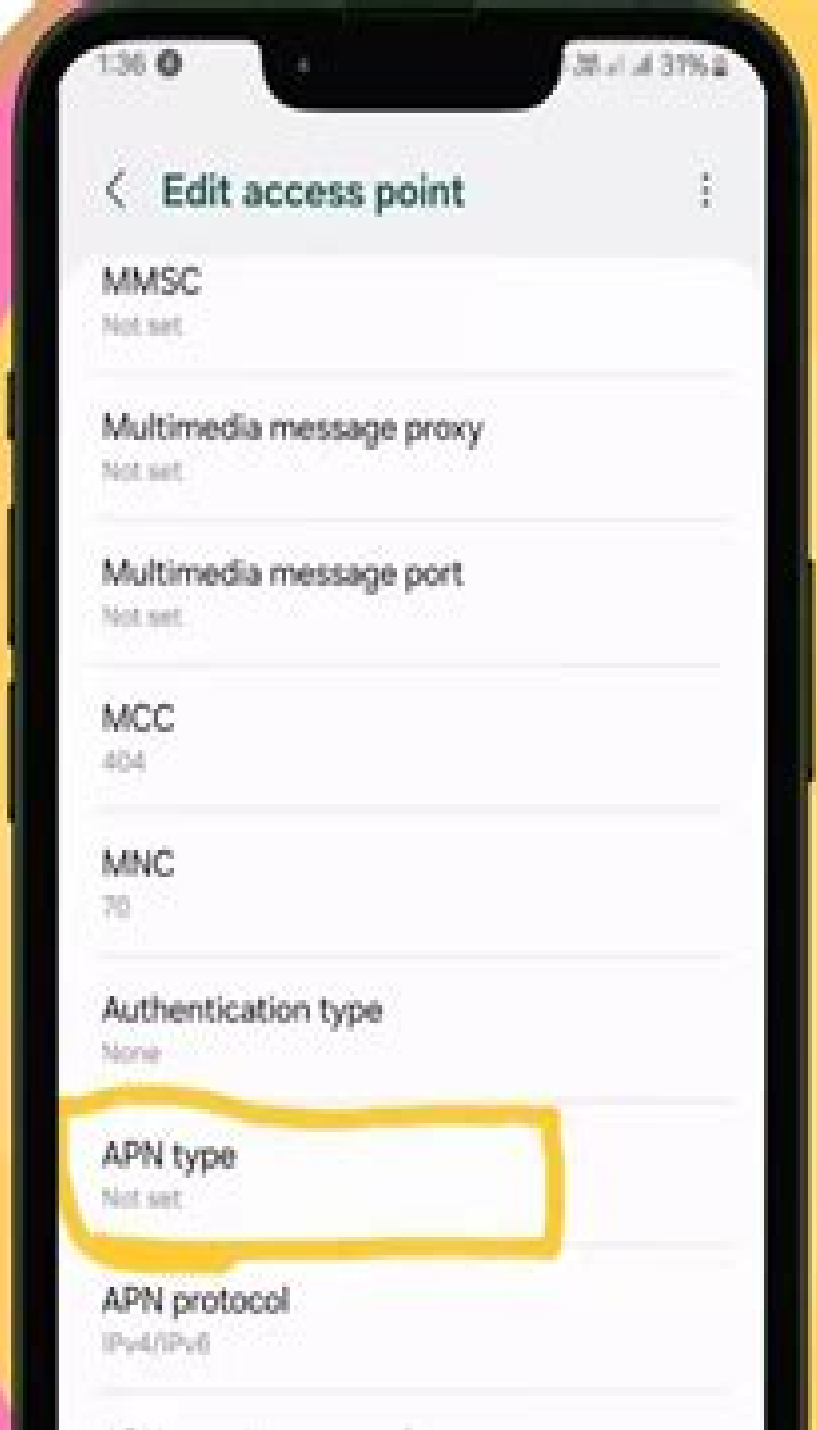 1:36
31%
Edit access point
MMSC
Not set
Multimedia message proxy
Not set
Multimedia message port
Not set
MCC
404
MNC
70
Authentication type
None
APN type
Not set
APN protocol
IPv4/IPv6